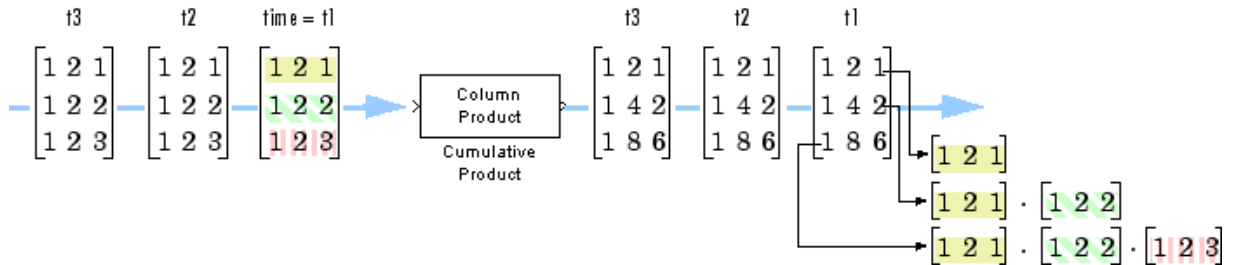 t3 t2 time = t1 t3 t2 t1
[1 2 1] [1 2 1] [1 2 1] [1 2 1] [1 2 1] [1 2 1]
[1 2 2] [1 2 2] [1 2 2] Column [1 4 2] [1 4 2] [1 4 2]
Product
[1 2 3] [1 2 3] [1 2 3] Cumulative [1 8 6] [1 8 6] [1 8 6]
Product
[1 2 1]
[1 2 1] · [1 2 2]
[1 2 1] · [1 2 2] · [1 2 3]